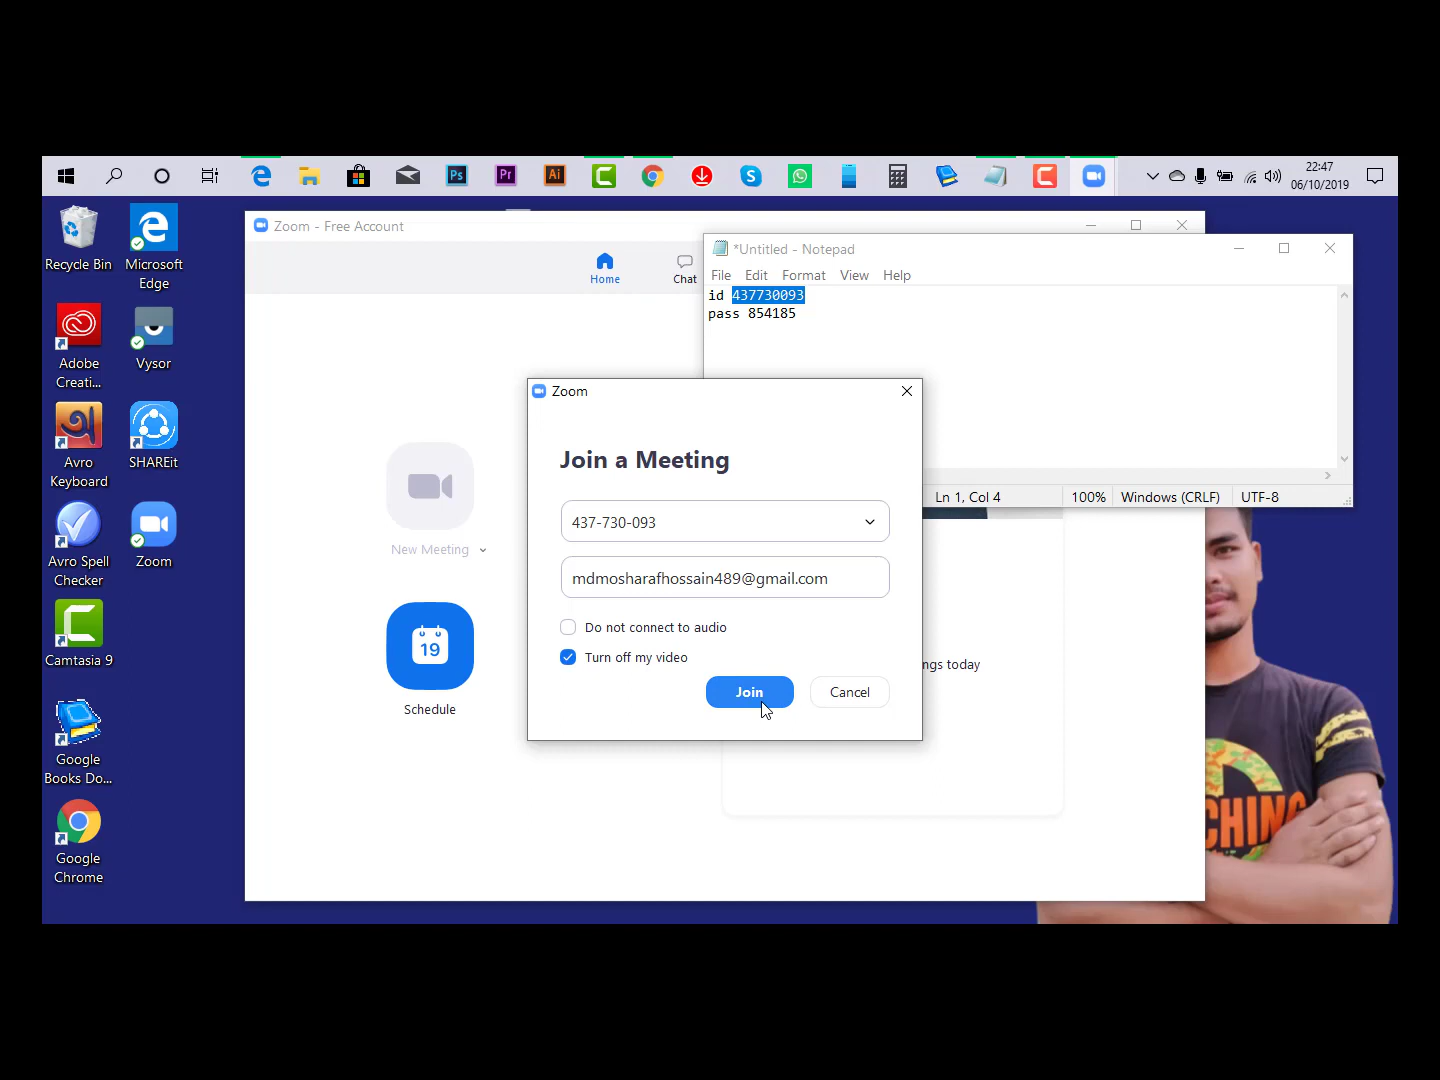 Ps
Pr
Ai
22:47
06/10/2019
Recycle Bin
Microsoft
Edge
Adobe
Creati...
Vysor
Avro
Keyboard
SHAREit
Avro Spell
Checker
Zoom
Camtasia 9
Google
Books Do...
Google
Chrome
Zoom - Free Account
Home
Chat
*Untitled - Notepad
File Edit Format View Help
id 437730093
pass 854185
Ln 1, Col 4
100%
Windows (CRLF)
UTF-8
New Meeting
19
Schedule
ngs today
Zoom
Join a Meeting
437-730-093
mdmosharafhossain489@gmail.com
Do not connect to audio
Turn off my video
Join
Cancel
CHING